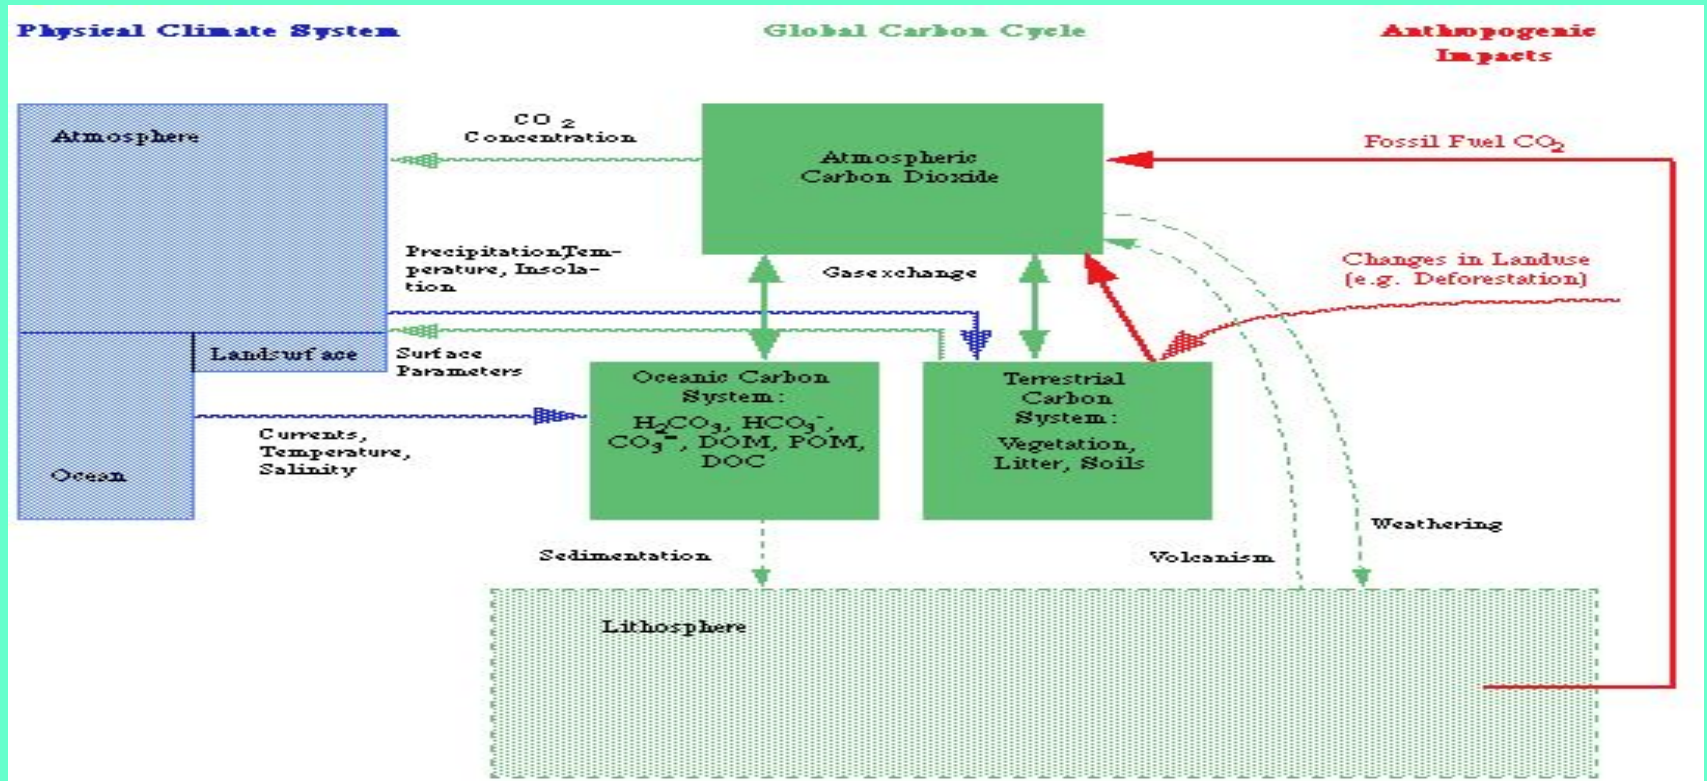 Physical Climate System
Global Carbon Cycle
Anthropogenic
Impacts
Atmosphere
CO2
Concentration
Atmospheric
Carbon Dioxide
Fossil Fuel CO2
Precipitation,Tem-
perature, Insola-
tion
Gasexchange
Changes in Landuse
(e.g. Deforestation)
Landsurface
Surface
Parameters
Oceanic Carbon
System:
H2CO3, HCO3-,
CO3=, DOM, POM,
DOC
Terrestrial
Carbon
System:
Vegetation,
Litter, Soils
Currents,
Temperature,
Salinity
Ocean
Sedimentation
Volcanism
Weathering
Lithosphere